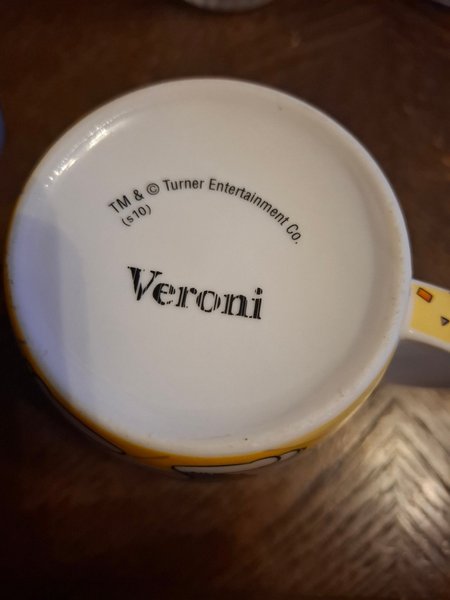 TM & © Turner Entertainment Co.
(s10)
Veroni